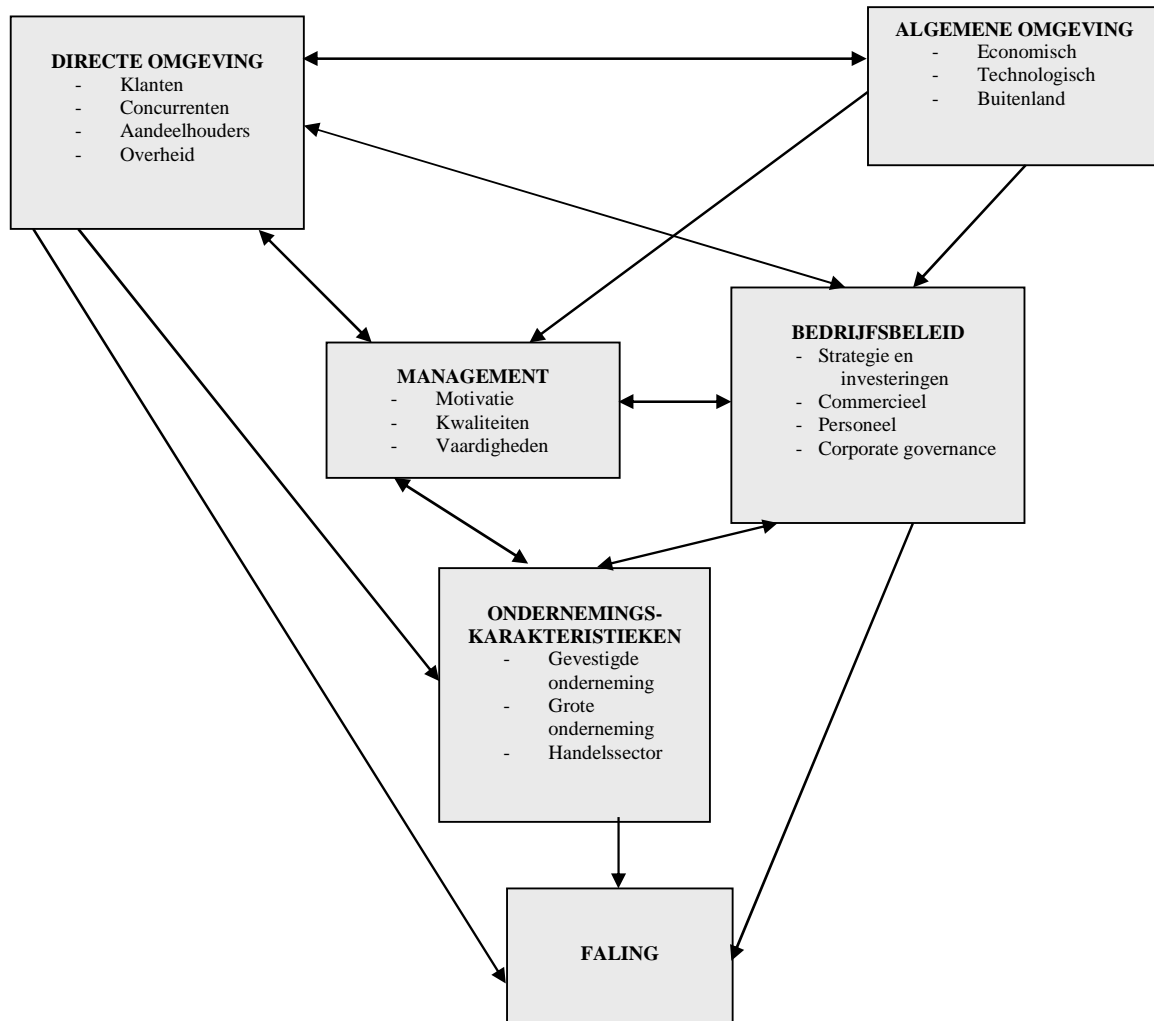 DIRECTE OMGEVING
- Klanten
- Concurrenten
- Aandeelhouders
- Overheid
ALGEMENE OMGEVING
- Economisch
- Technologisch
- Buitenland
MANAGEMENT
- Motivatie
- Kwaliteiten
- Vaardigheden
BEDRIJFSBELEID
- Strategie en
investeringen
- Commercieel
- Personeel
- Corporate governance
ONDERNEMINGS-
KARAKTERISTIEKEN
- Gevestigde
onderneming
- Grote
onderneming
- Handelssector
FALING